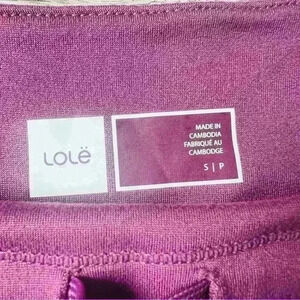 Lolë
MADE IN
CAMBODIA
FABRIQUÉ AU
CAMBODGE
S | P